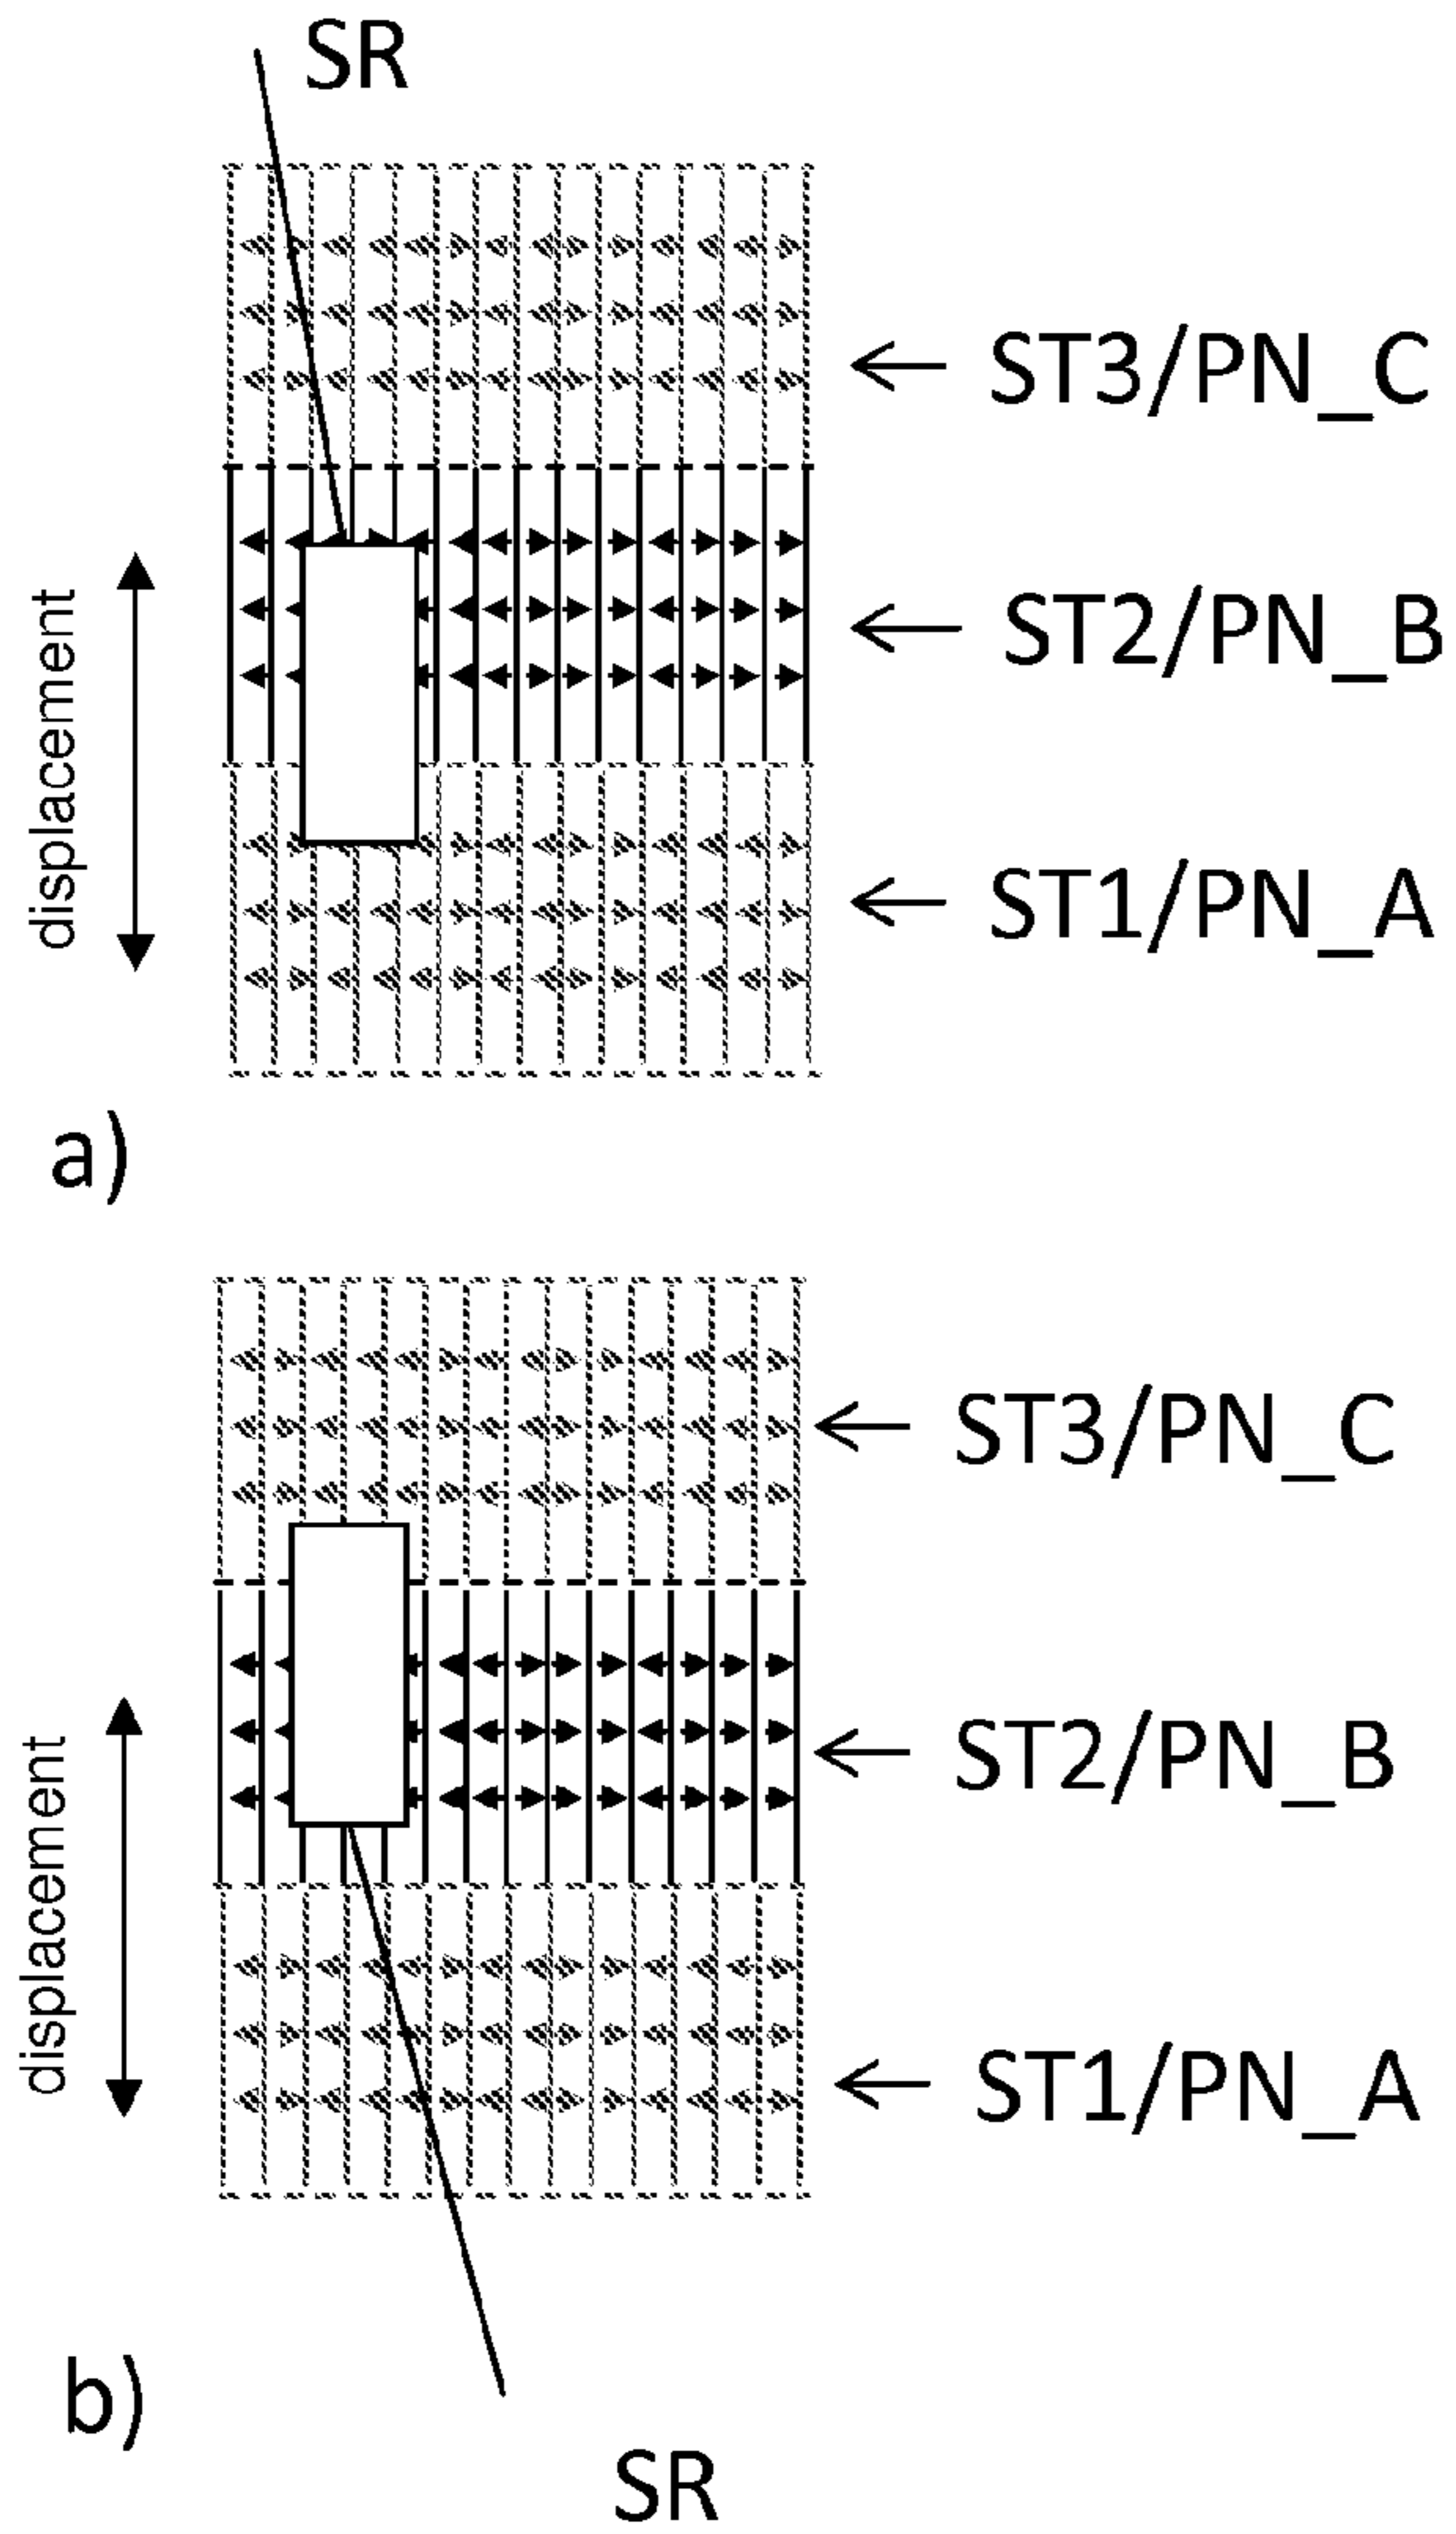 SR
ST3/PN_C
displacement
ST2/PN_B
ST1/PN_A
a)
ST3/PN_C
displacement
ST2/PN_B
ST1/PN_A
b)
SR